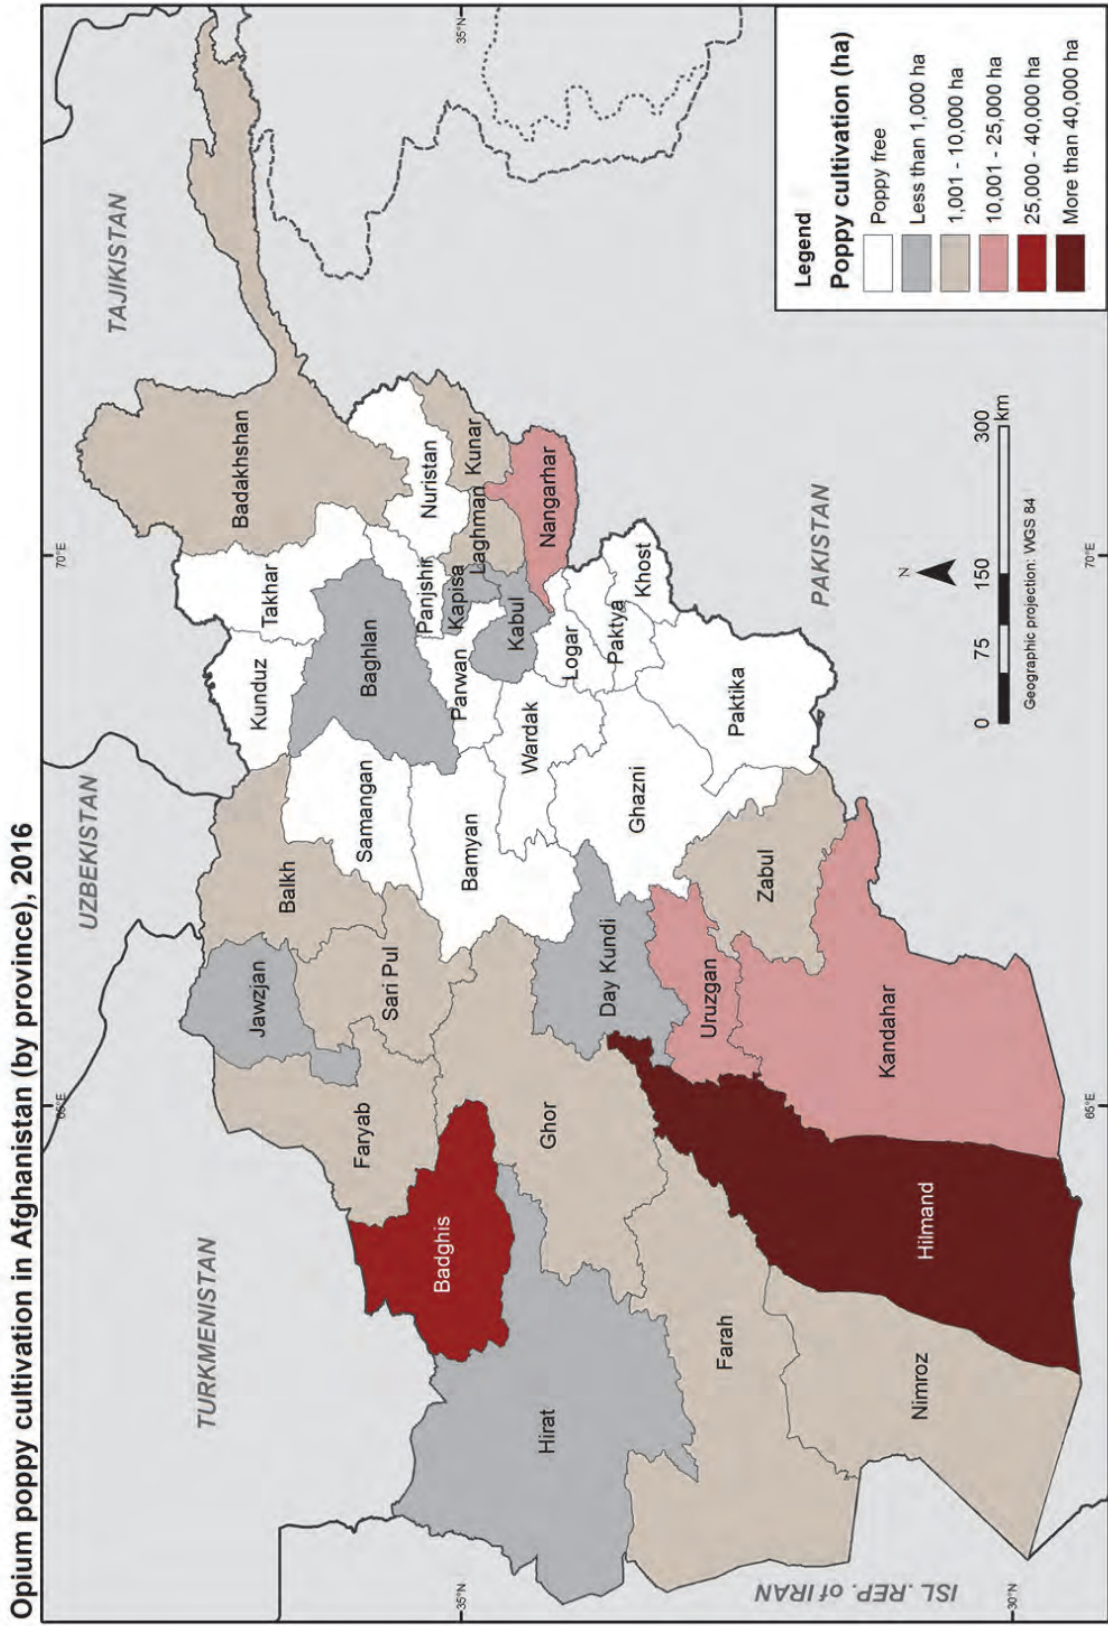 Opium poppy cultivation in Afghanistan (by province), 2016
65°E
70°E
UZBEKISTAN
TAJIKISTAN
TURKMENISTAN
Jawzjan
Balkh
Kunduz
Takhar
Badakhshan
Faryab
Sari Pul
Samangan
Baghlan
35°N
35°N
Badghis
Bamyan
Parwan
Panjshir
Kapisa
Nuristan
Laghman
Kunar
Hirat
Ghor
Day Kundi
Wardak
Kabul
Nangarhar
Logar
Ghazni
Paktya
Khost
Farah
Uruzgan
Zabul
Paktika
PAKISTAN
Nimroz
Hilmand
Kandahar
ISL. REP. of IRAN
30°N
65°E
70°E
N
0 75 150 300
km
Geographic projection: WGS 84
Legend
Poppy cultivation (ha)
Poppy free
Less than 1,000 ha
1,001 - 10,000 ha
10,001 - 25,000 ha
25,000 - 40,000 ha
More than 40,000 ha